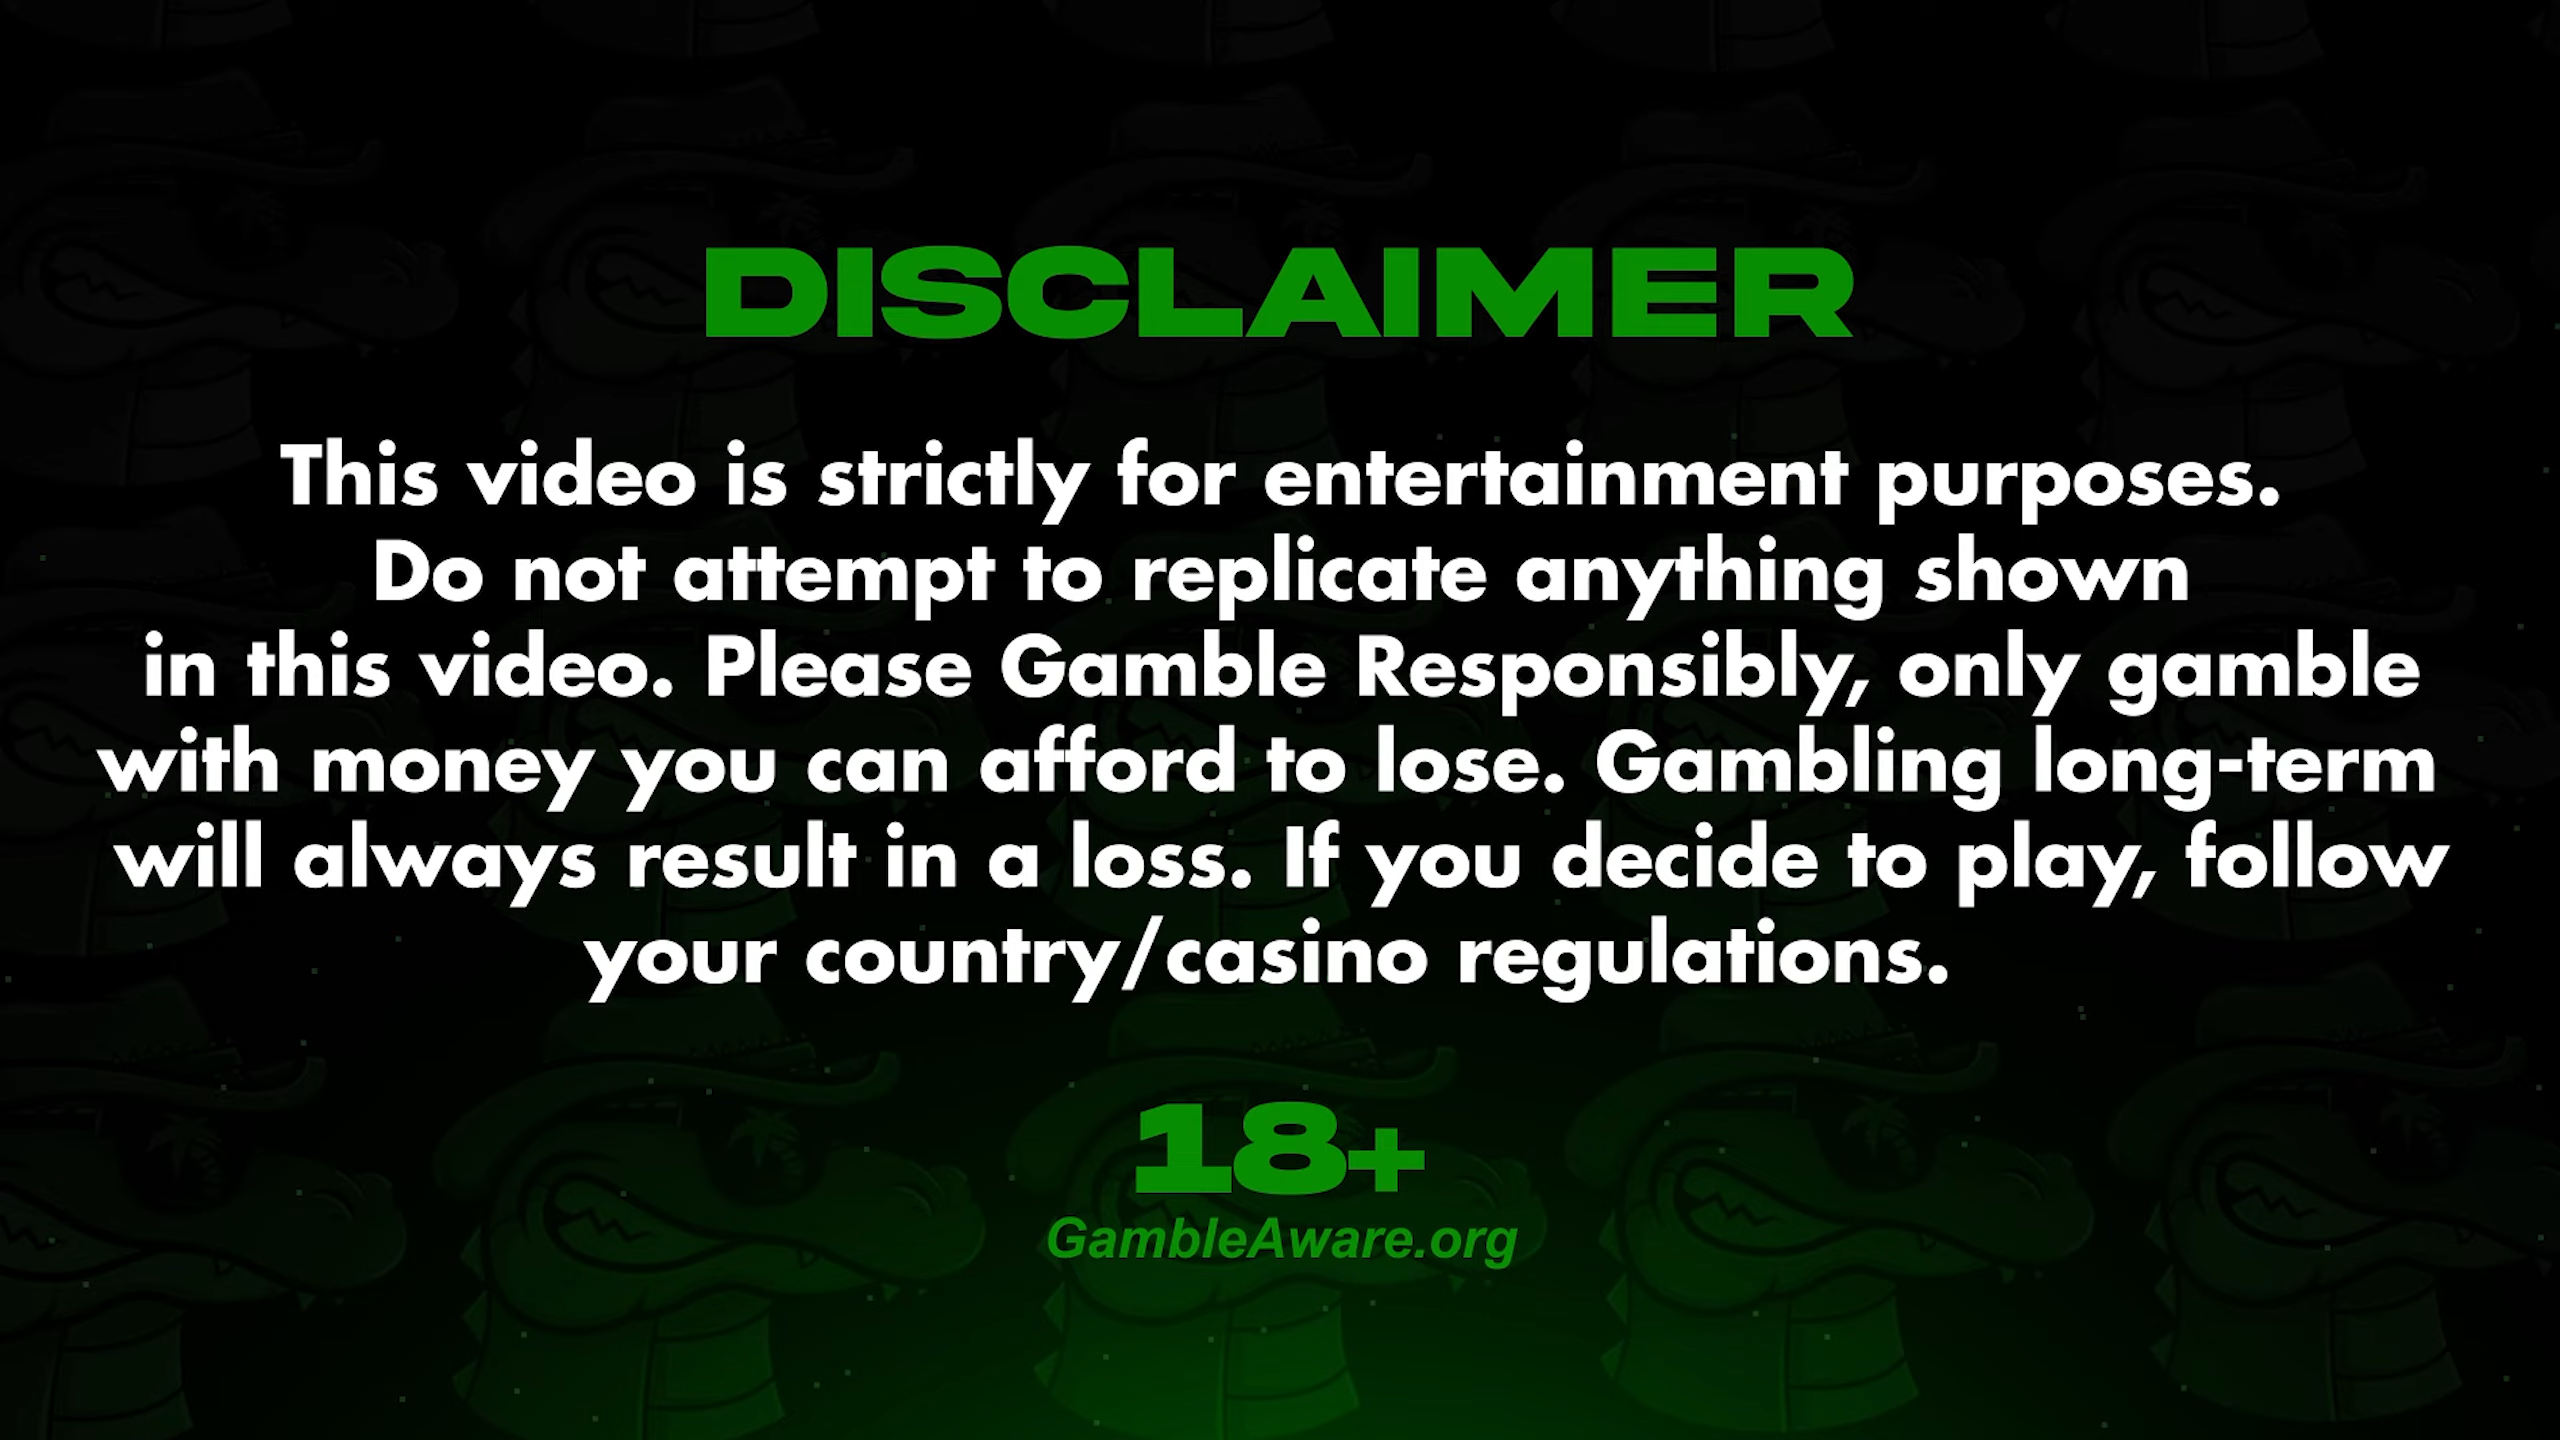 DISCLAIMER
This video is strictly for entertainment purposes.
Do not attempt to replicate anything shown
in this video. Please Gamble Responsibly, only gamble
with money you can afford to lose. Gambling long-term
will always result in a loss. If you decide to play, follow
your country/casino regulations.
18+
GambleAware.org